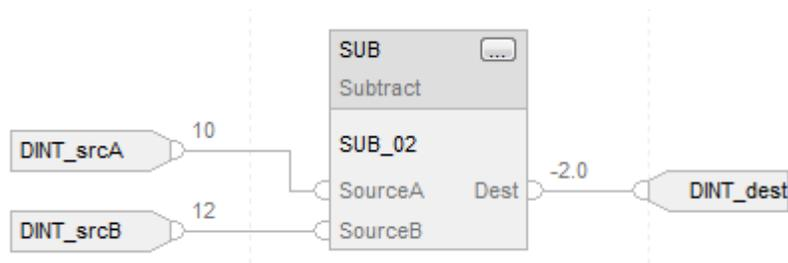 SUB ...
Subtract
10
DINT_srcA
SUB_02
-2.0
SourceA Dest
DINT_dest
12
DINT_srcB
SourceB